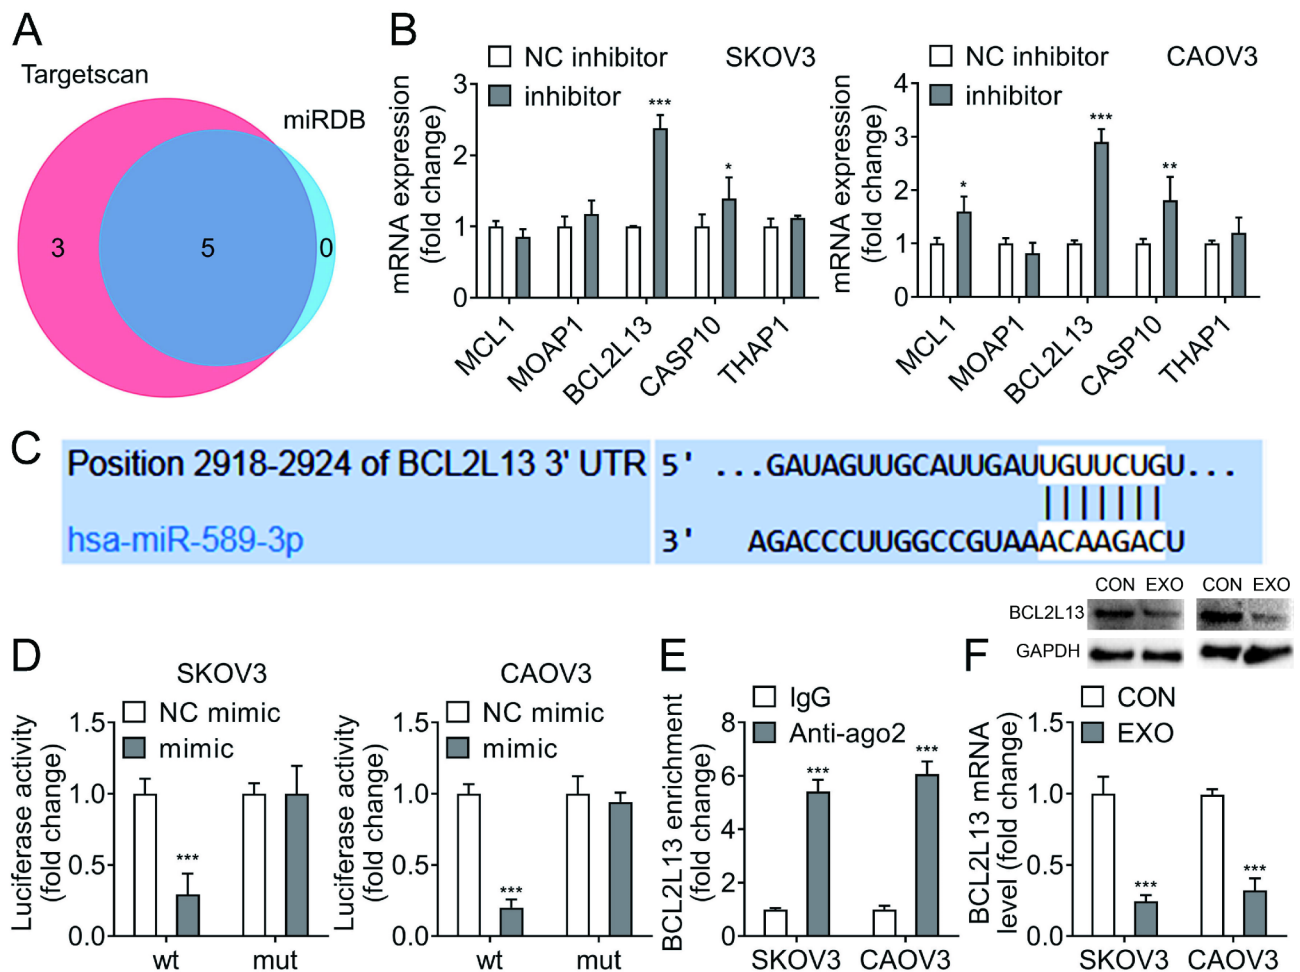 A
Targetscan
miRDB
3
5
0
B
NC inhibitor
inhibitor
SKOV3
mRNA expression
(fold change)
3
2
1
0
***
*
MCL1
MOAP1
BCL2L13
CASP10
THAP1
NC inhibitor
inhibitor
CAOV3
mRNA expression
(fold change)
4
3
2
1
0
*
***
**
MCL1
MOAP1
BCL2L13
CASP10
THAP1
C
Position 2918-2924 of BCL2L13 3' UTR
5' ...GAUAGUUGCAUUGAUUGUUCUGU...
hsa-miR-589-3p
3' AGACCCUUGGCCGUAAACAAGACU
D
SKOV3
NC mimic
mimic
Luciferase activity
(fold change)
1.5
1.0
0.5
0.0
***
wt
mut
CAOV3
NC mimic
mimic
Luciferase activity
(fold change)
1.5
1.0
0.5
0.0
***
wt
mut
E
IgG
Anti-ago2
BCL2L13 enrichment
(fold change)
8
6
4
2
0
***
***
SKOV3
CAOV3
F
CON EXO CON EXO
BCL2L13
GAPDH
CON
EXO
BCL2L13 mRNA
level (fold change)
1.5
1.0
0.5
0.0
***
***
SKOV3
CAOV3